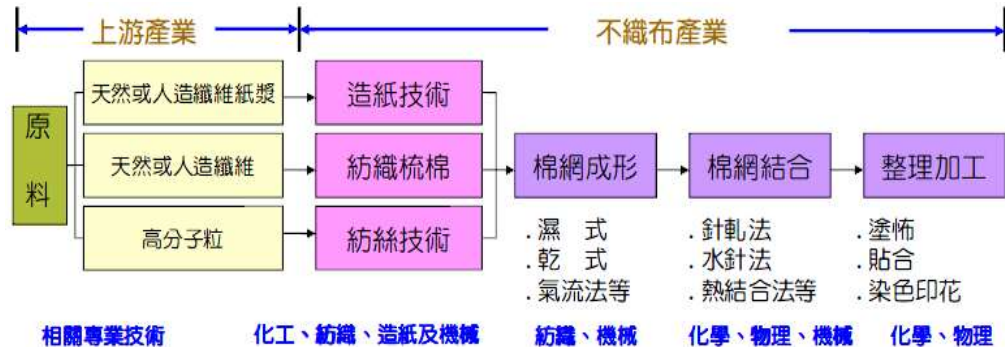 上游產業
不織布產業
原料
天然或人造纖維紙漿
造紙技術
天然或人造纖維
紡織梳棉
高分子粒
紡絲技術
棉網成形
棉網結合
整理加工
.濕　式
.乾　式
.氣流法等
.針軋法
.水針法
.熱結合法等
.塗怖
.貼合
.染色印花
相關專業技術
化工、紡織、造紙及機械
紡織、機械
化學、物理、機械
化學、物理